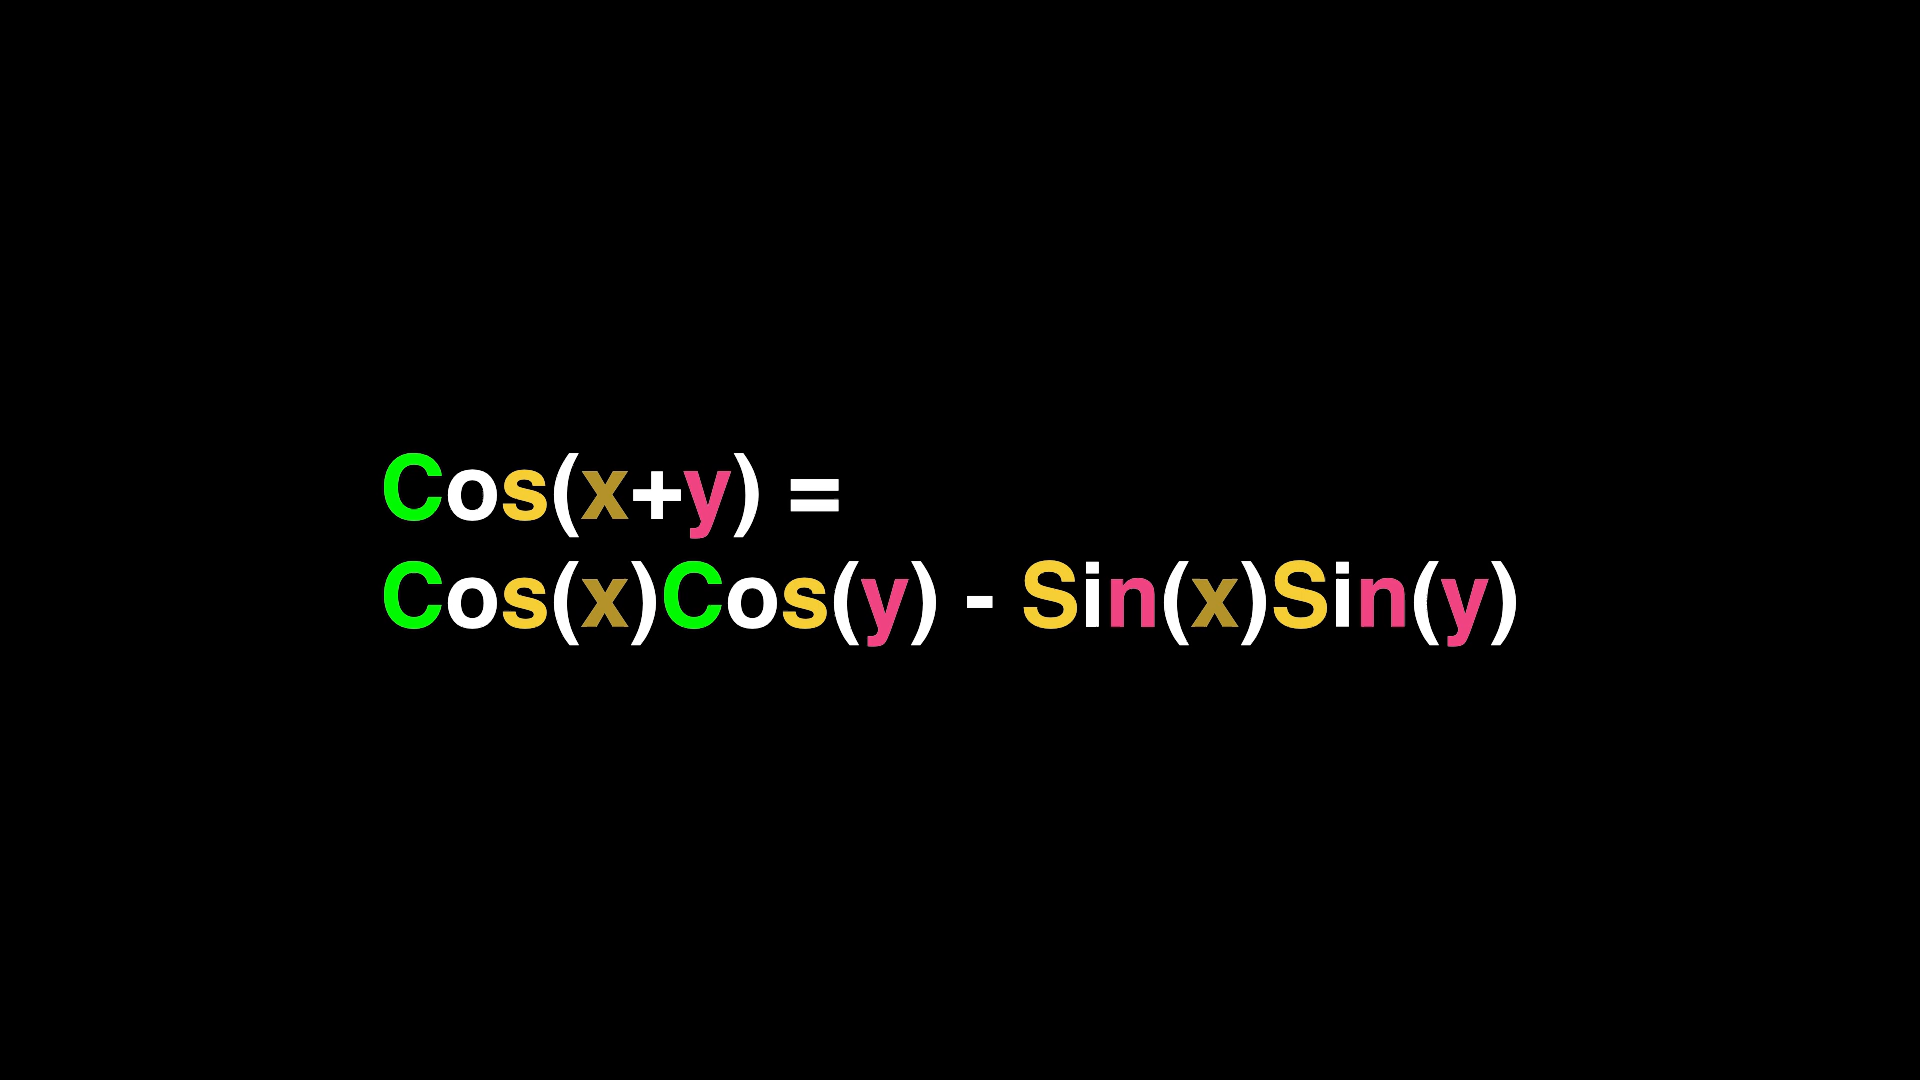 Cos(x+y) =
Cos(x)Cos(y) - Sin(x)Sin(y)